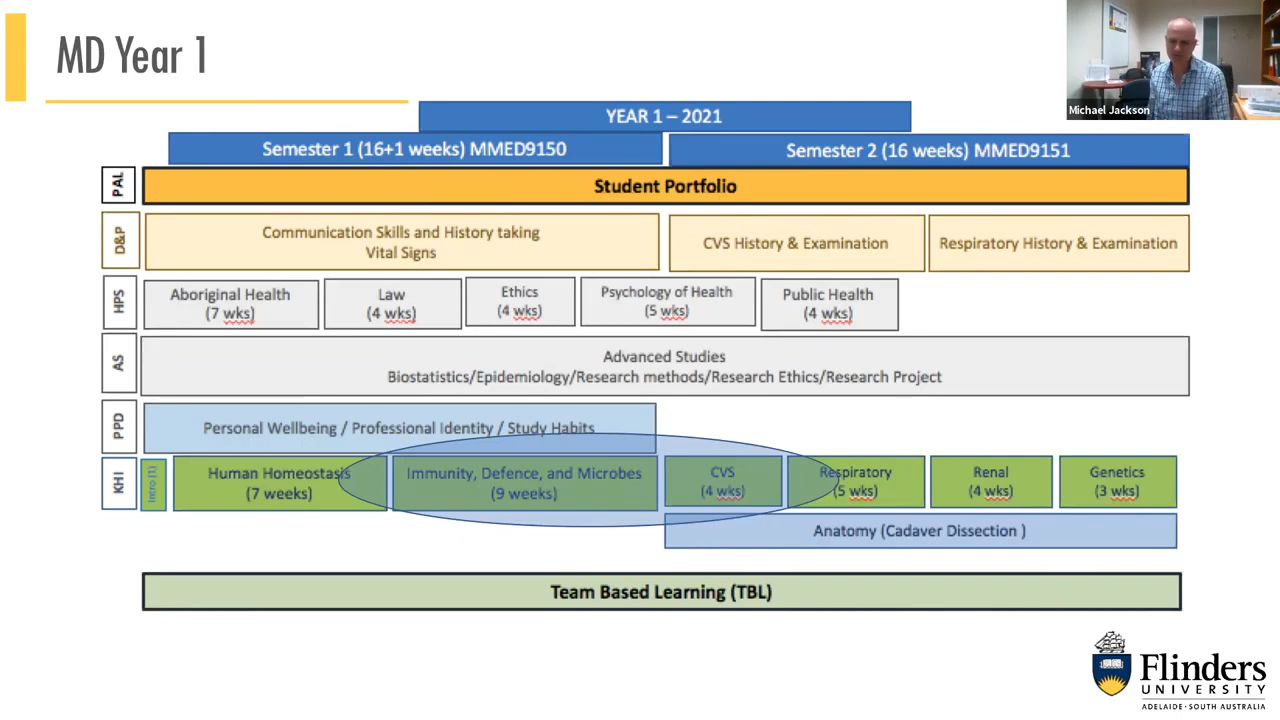 MD Year 1
Michael Jackson
YEAR 1 – 2021
Semester 1 (16+1 weeks) MMED9150
Semester 2 (16 weeks) MMED9151
PAL
Student Portfolio
D&P
Communication Skills and History taking
Vital Signs
CVS History & Examination
Respiratory History & Examination
HPS
Aboriginal Health
(7 wks)
Law
(4 wks)
Ethics
(4 wks)
Psychology of Health
(5 wks)
Public Health
(4 wks)
AS
Advanced Studies
Biostatistics/Epidemiology/Research methods/Research Ethics/Research Project
PPD
Personal Wellbeing / Professional Identity / Study Habits
KHI
Intro (1)
Human Homeostasis
(7 weeks)
Immunity, Defence, and Microbes
(9 weeks)
CVS
(4 wks)
Respiratory
(5 wks)
Renal
(4 wks)
Genetics
(3 wks)
Anatomy (Cadaver Dissection )
Team Based Learning (TBL)
Flinders
UNIVERSITY
ADELAIDE · SOUTH AUSTRALIA